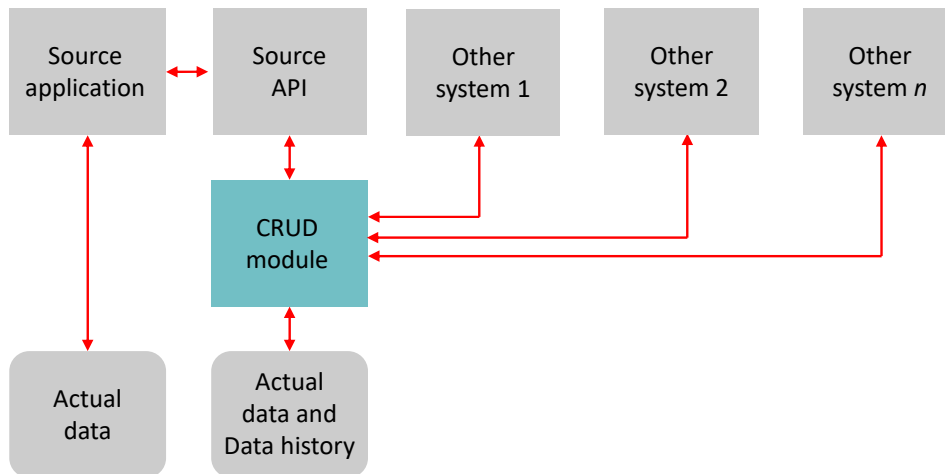 Source
application
Source
API
Other
system 1
Other
system 2
Other
system n
CRUD
module
Actual
data
Actual
data and
Data history